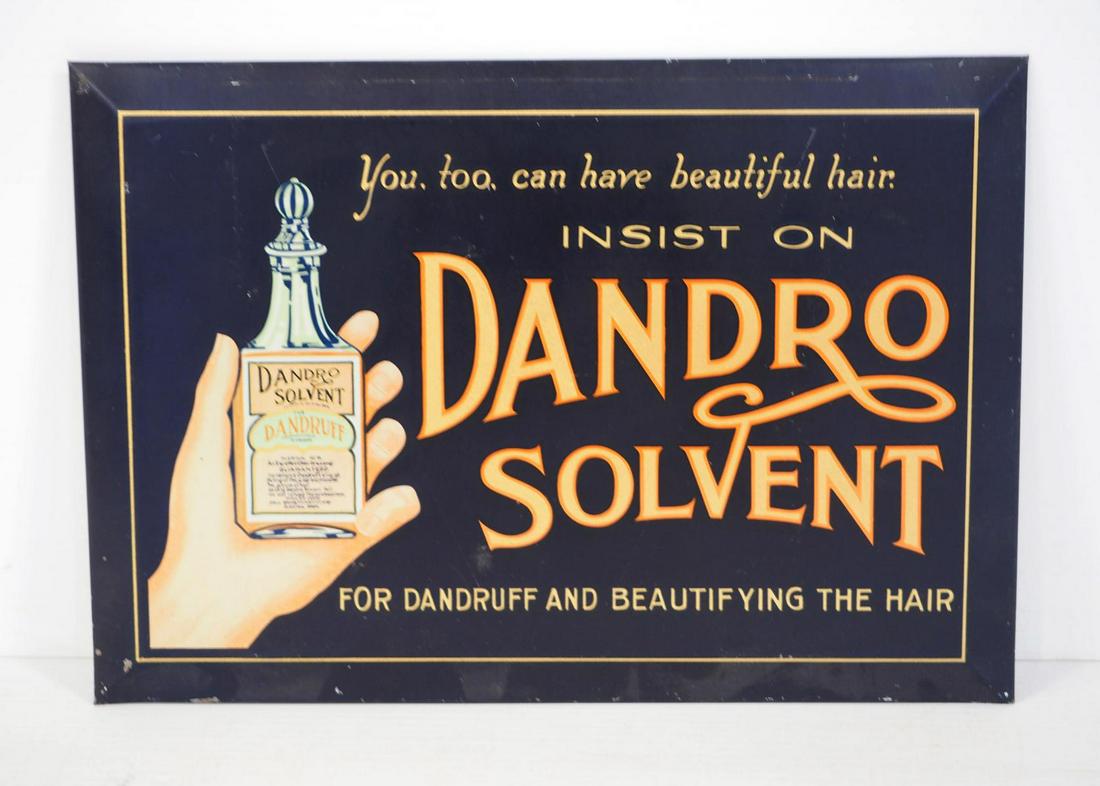 You, too, can have beautiful hair.
INSIST ON
DANDRO
SOLVENT
FOR DANDRUFF AND BEAUTIFYING THE HAIR
DANDRO
SOLVENT
DANDRUFF